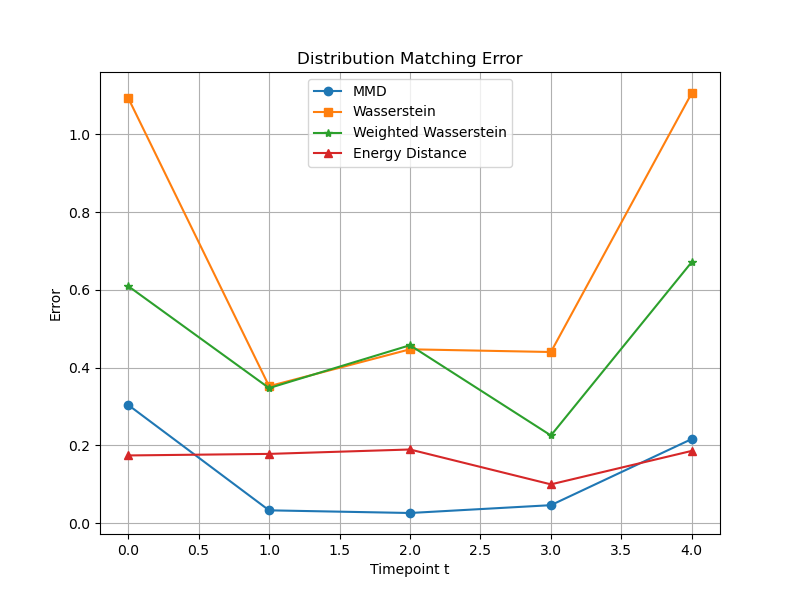 Distribution Matching Error
MMD
Wasserstein
Weighted Wasserstein
Energy Distance
Error
1.0
0.8
0.6
0.4
0.2
0.0
0.0 0.5 1.0 1.5 2.0 2.5 3.0 3.5 4.0
Timepoint t